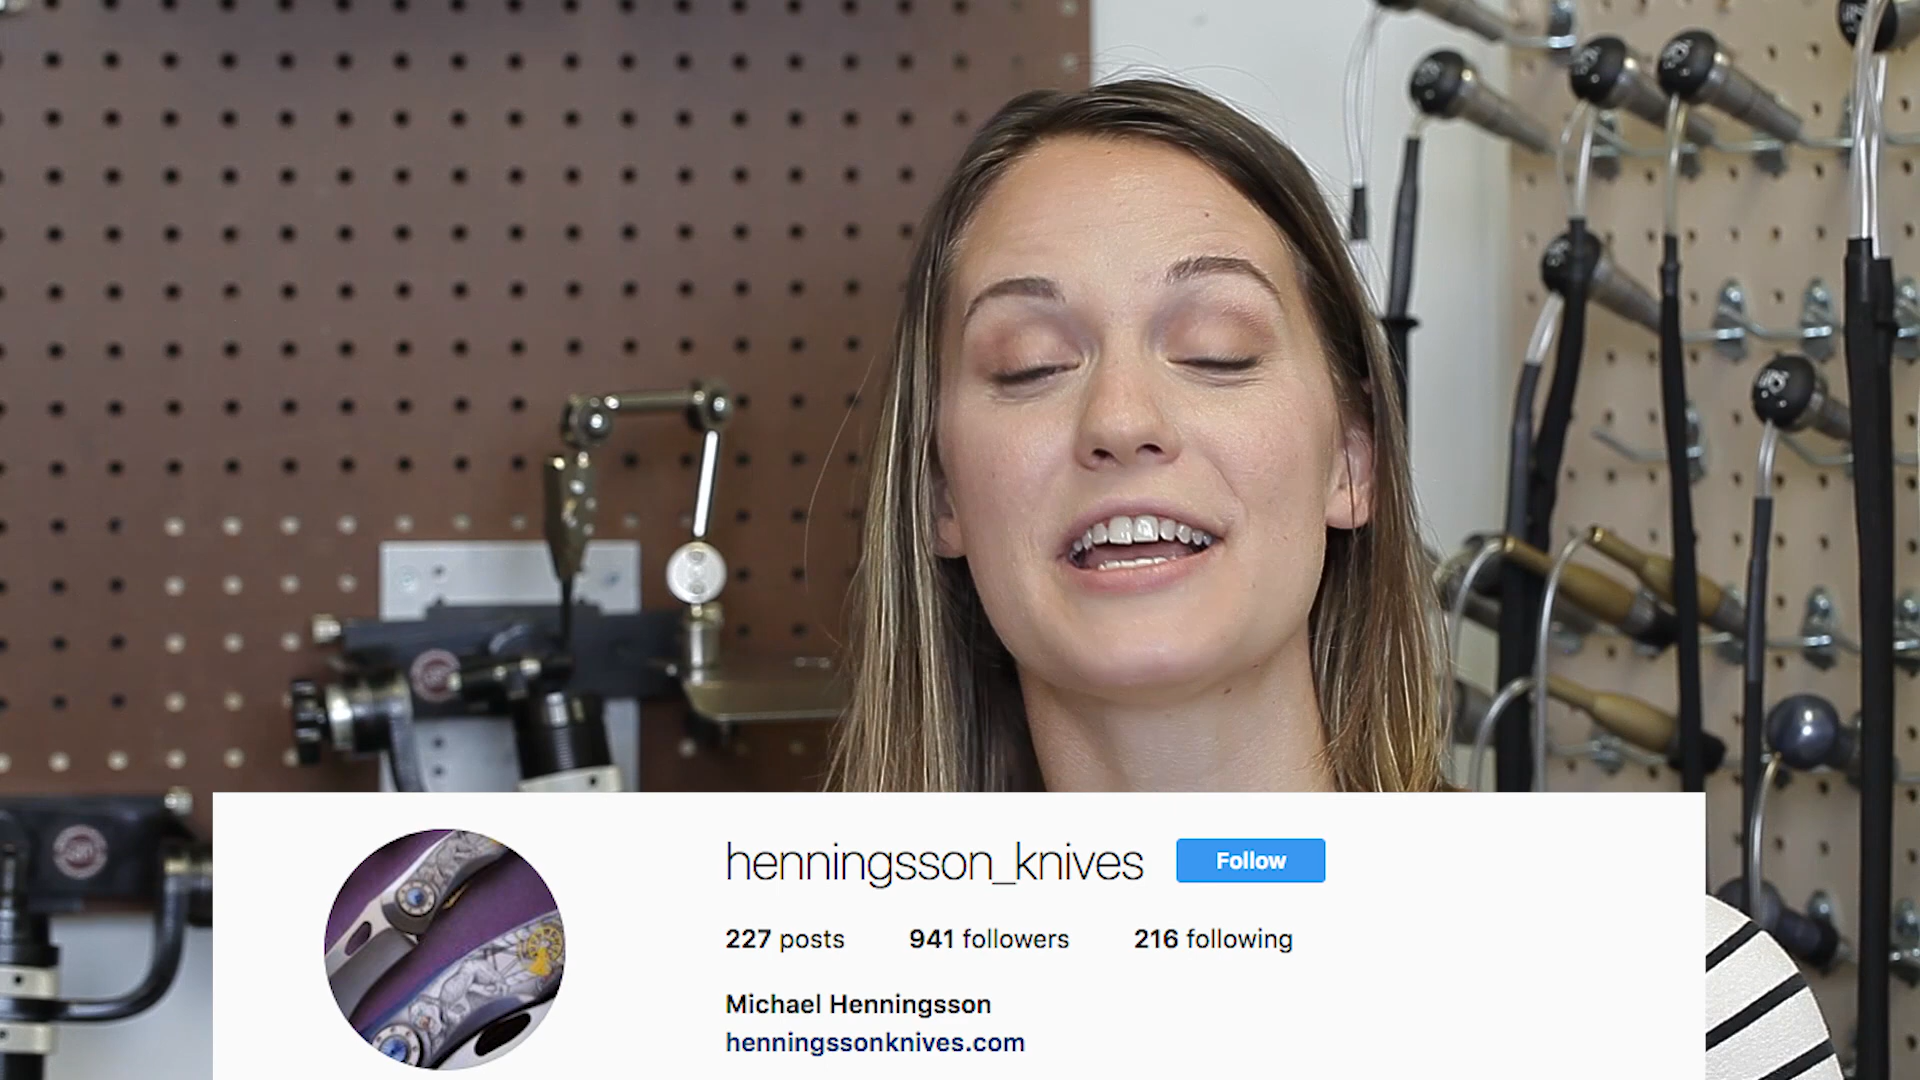 henningsson_knives Follow
227 posts 941 followers 216 following
Michael Henningsson
henningssonknives.com